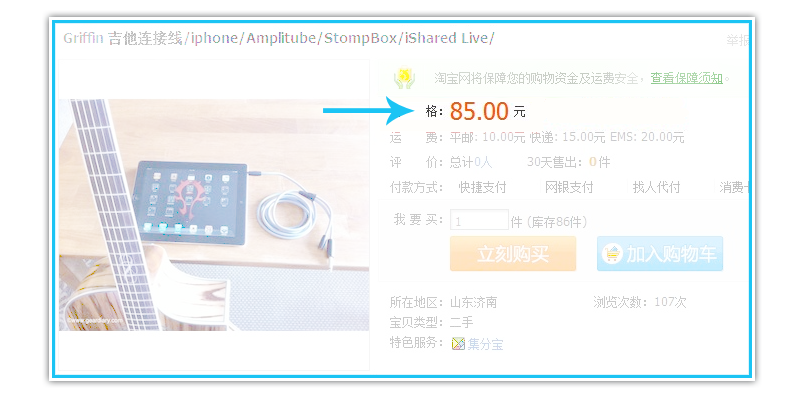 Griffin 吉他连接线/iphone/Amplitube/StompBox/iShared Live/
举报
淘宝网将保障您的购物资金及运费安全，查看保障须知。
格：85.00 元
运 费：平邮: 10.00元 快递: 15.00元 EMS: 20.00元
评 价：总计0人 30天售出：0件
付款方式： 快捷支付 网银支付 找人代付 消费卡
我 要 买：1 件 (库存86件)
立刻购买 加入购物车
所在地区：山东济南 浏览次数：107次
宝贝类型：二手
特色服务：集分宝
www.geardiary.com